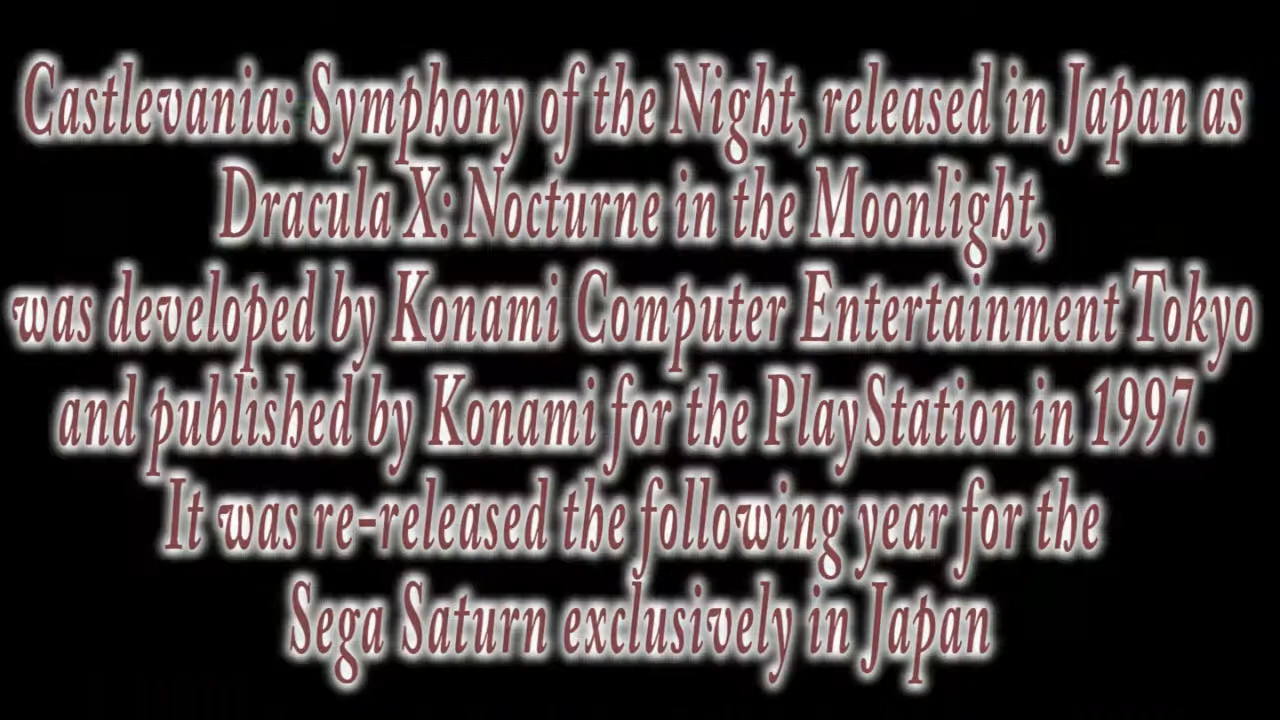 Castlevania: Symphony of the Night, released in Japan as
Dracula X: Nocturne in the Moonlight,
was developed by Konami Computer Entertainment Tokyo
and published by Konami for the PlayStation in 1997.
It was re-released the following year for the
Sega Saturn exclusively in Japan